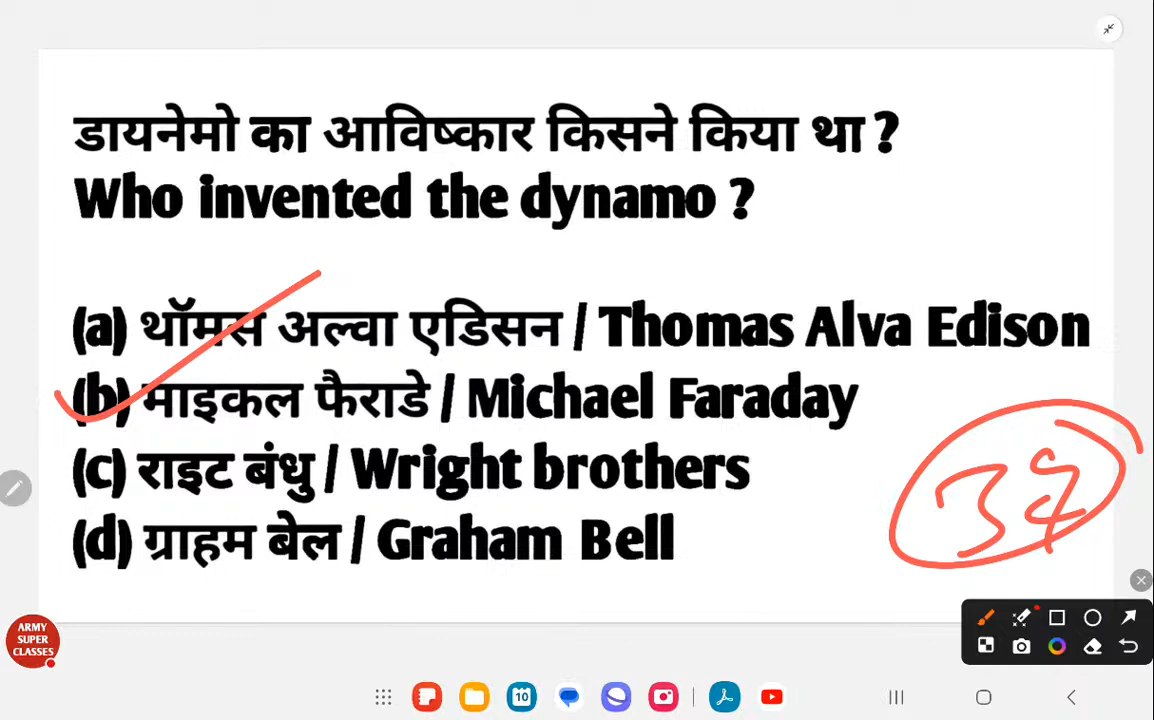 डायनेमो का आविष्कार किसने किया था ?
Who invented the dynamo ?
(a) थॉमस अल्वा एडिसन / Thomas Alva Edison
(b) माइकल फैराडे / Michael Faraday
(c) राइट बंधु / Wright brothers
(d) ग्राहम बेल / Graham Bell
ARMY
SUPER
CLASSES
10